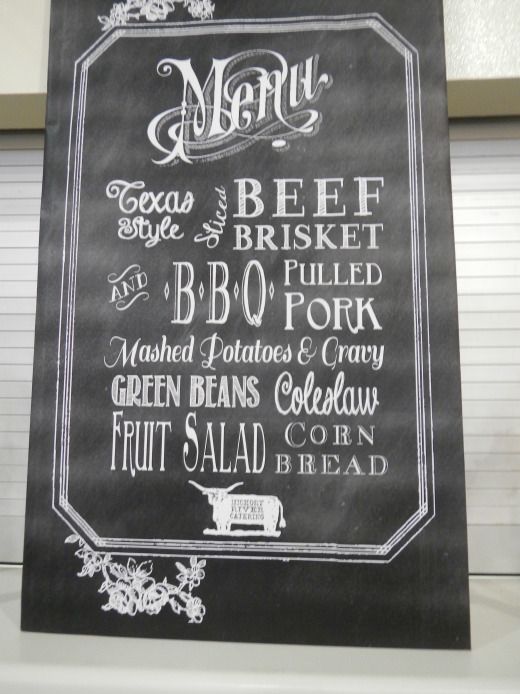 Menu
Texas Style Sliced BEEF BRISKET
AND B·B·Q PULLED PORK
Mashed Potatoes & Gravy
GREEN BEANS Coleslaw
FRUIT SALAD CORN BREAD
HICKORY
RIVER
CATERING